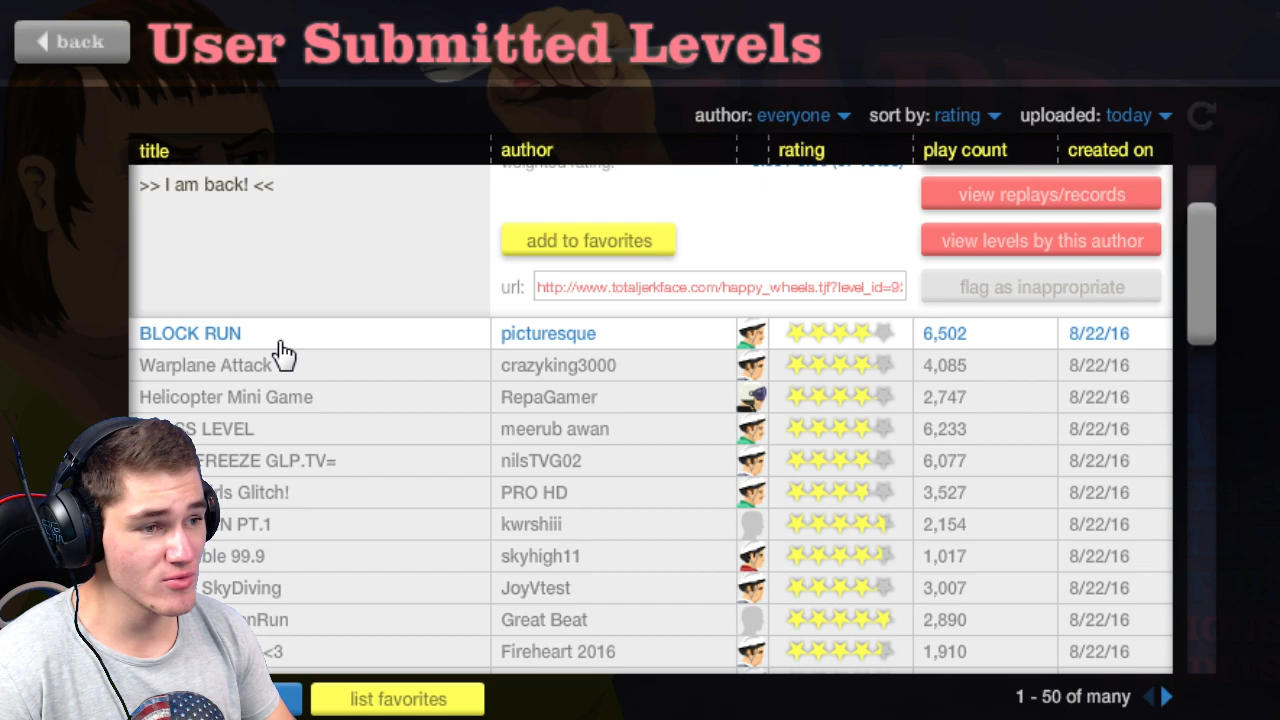 back
User Submitted Levels
author: everyone sort by: rating uploaded: today
title author rating play count created on
>> I am back! <<
view replays/records
add to favorites view levels by this author
url: http://www.totaljerkface.com/happy_wheels.tjf?level_id=9
flag as inappropriate
BLOCK RUN picturesque 6,502 8/22/16
Warplane Attack crazyking3000 4,085 8/22/16
Helicopter Mini Game RepaGamer 2,747 8/22/16
LEVEL meerub awan 6,233 8/22/16
FREEZE GLP.TV= nilsTVG02 6,077 8/22/16
Glitch! PRO HD 3,527 8/22/16
PT.1 kwrshiii 2,154 8/22/16
99.9 skyhigh11 1,017 8/22/16
SkyDiving JoyVtest 3,007 8/22/16
Great Beat 2,890 8/22/16
<3 Fireheart 2016 1,910 8/22/16
list favorites 1 - 50 of many